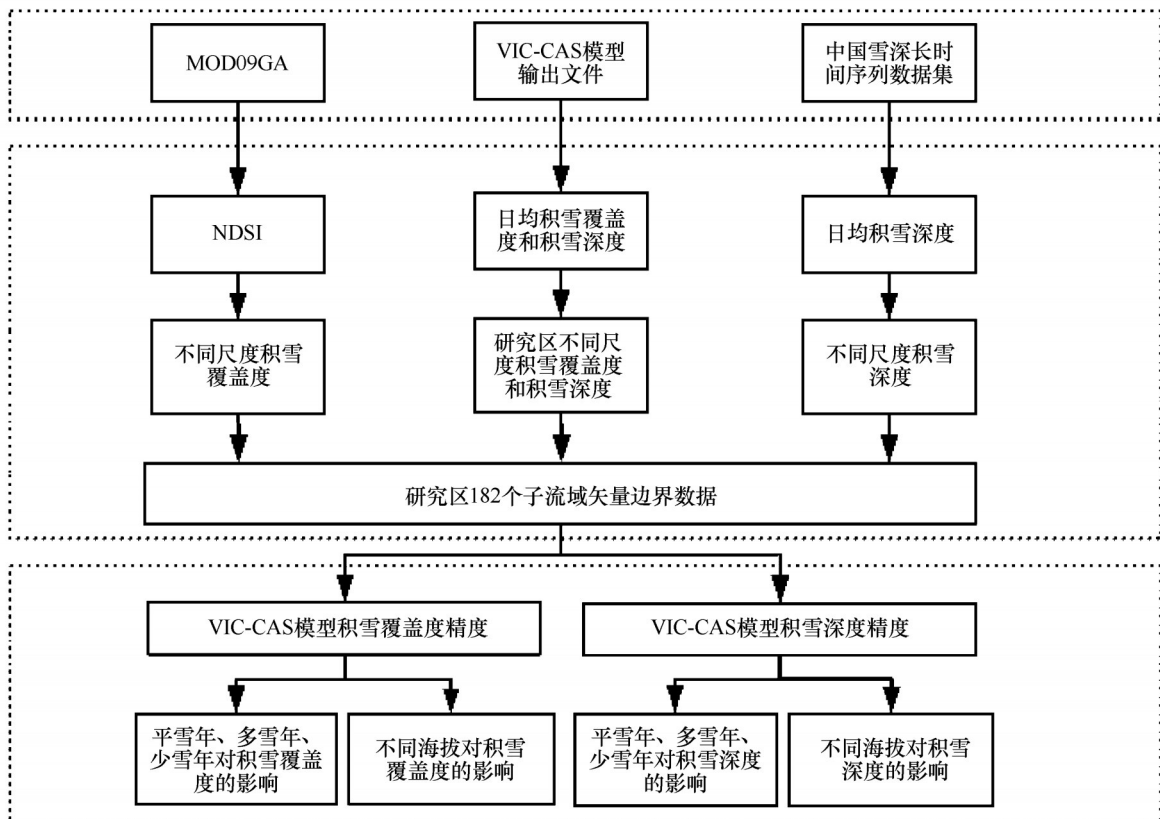 MOD09GA
VIC-CAS模型
输出文件
中国雪深长时
间序列数据集
NDSI
日均积雪覆盖
度和积雪深度
日均积雪深度
不同尺度积雪
覆盖度
研究区不同尺
度积雪覆盖度
和积雪深度
不同尺度积雪
深度
研究区182个子流域矢量边界数据
VIC-CAS模型积雪覆盖度精度
VIC-CAS模型积雪深度精度
平雪年、多雪年、
少雪年对积雪覆盖
度的影响
不同海拔对积雪
覆盖度的影响
平雪年、多雪年、
少雪年对积雪深度
的影响
不同海拔对积雪
深度的影响